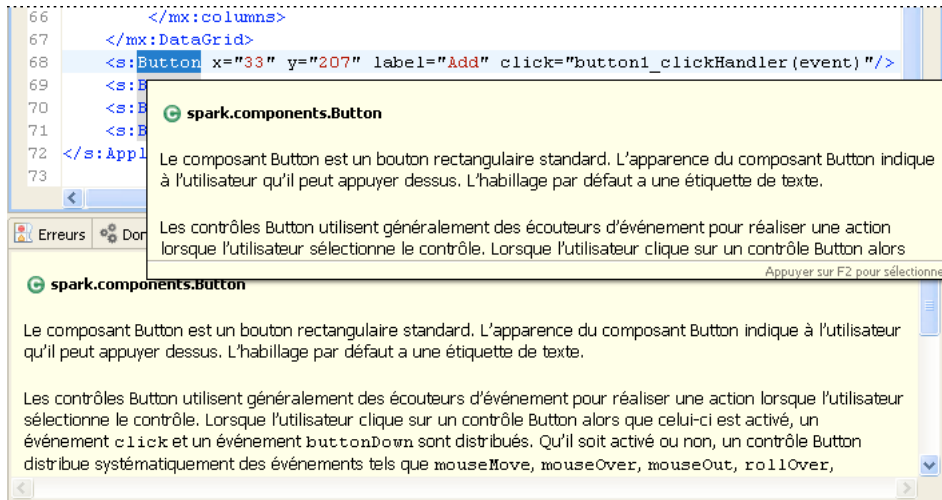 66 </mx:columns>
67 </mx:DataGrid>
68 <s:Button x="33" y="207" label="Add" click="button1_clickHandler(event)"/>
69 <s:B
70 <s:B
71 <s:B
72 </s:Appl
73
spark.components.Button
Le composant Button est un bouton rectangulaire standard. L’apparence du composant Button indique
à l’utilisateur qu’il peut appuyer dessus. L’habillage par défaut a une étiquette de texte.
Les contrôles Button utilisent généralement des écouteurs d’événement pour réaliser une action
lorsque l’utilisateur sélectionne le contrôle. Lorsque l’utilisateur clique sur un contrôle Button alors
Appuyer sur F2 pour sélectionne
Erreurs Don
spark.components.Button
Le composant Button est un bouton rectangulaire standard. L’apparence du composant Button indique à l’utilisateur
qu’il peut appuyer dessus. L’habillage par défaut a une étiquette de texte.
Les contrôles Button utilisent généralement des écouteurs d’événement pour réaliser une action lorsque l’utilisateur
sélectionne le contrôle. Lorsque l’utilisateur clique sur un contrôle Button alors que celui-ci est activé, un
événement click et un événement buttonDown sont distribués. Qu’il soit activé ou non, un contrôle Button
distribue systématiquement des événements tels que mouseMove, mouseOver, mouseOut, rollOver,